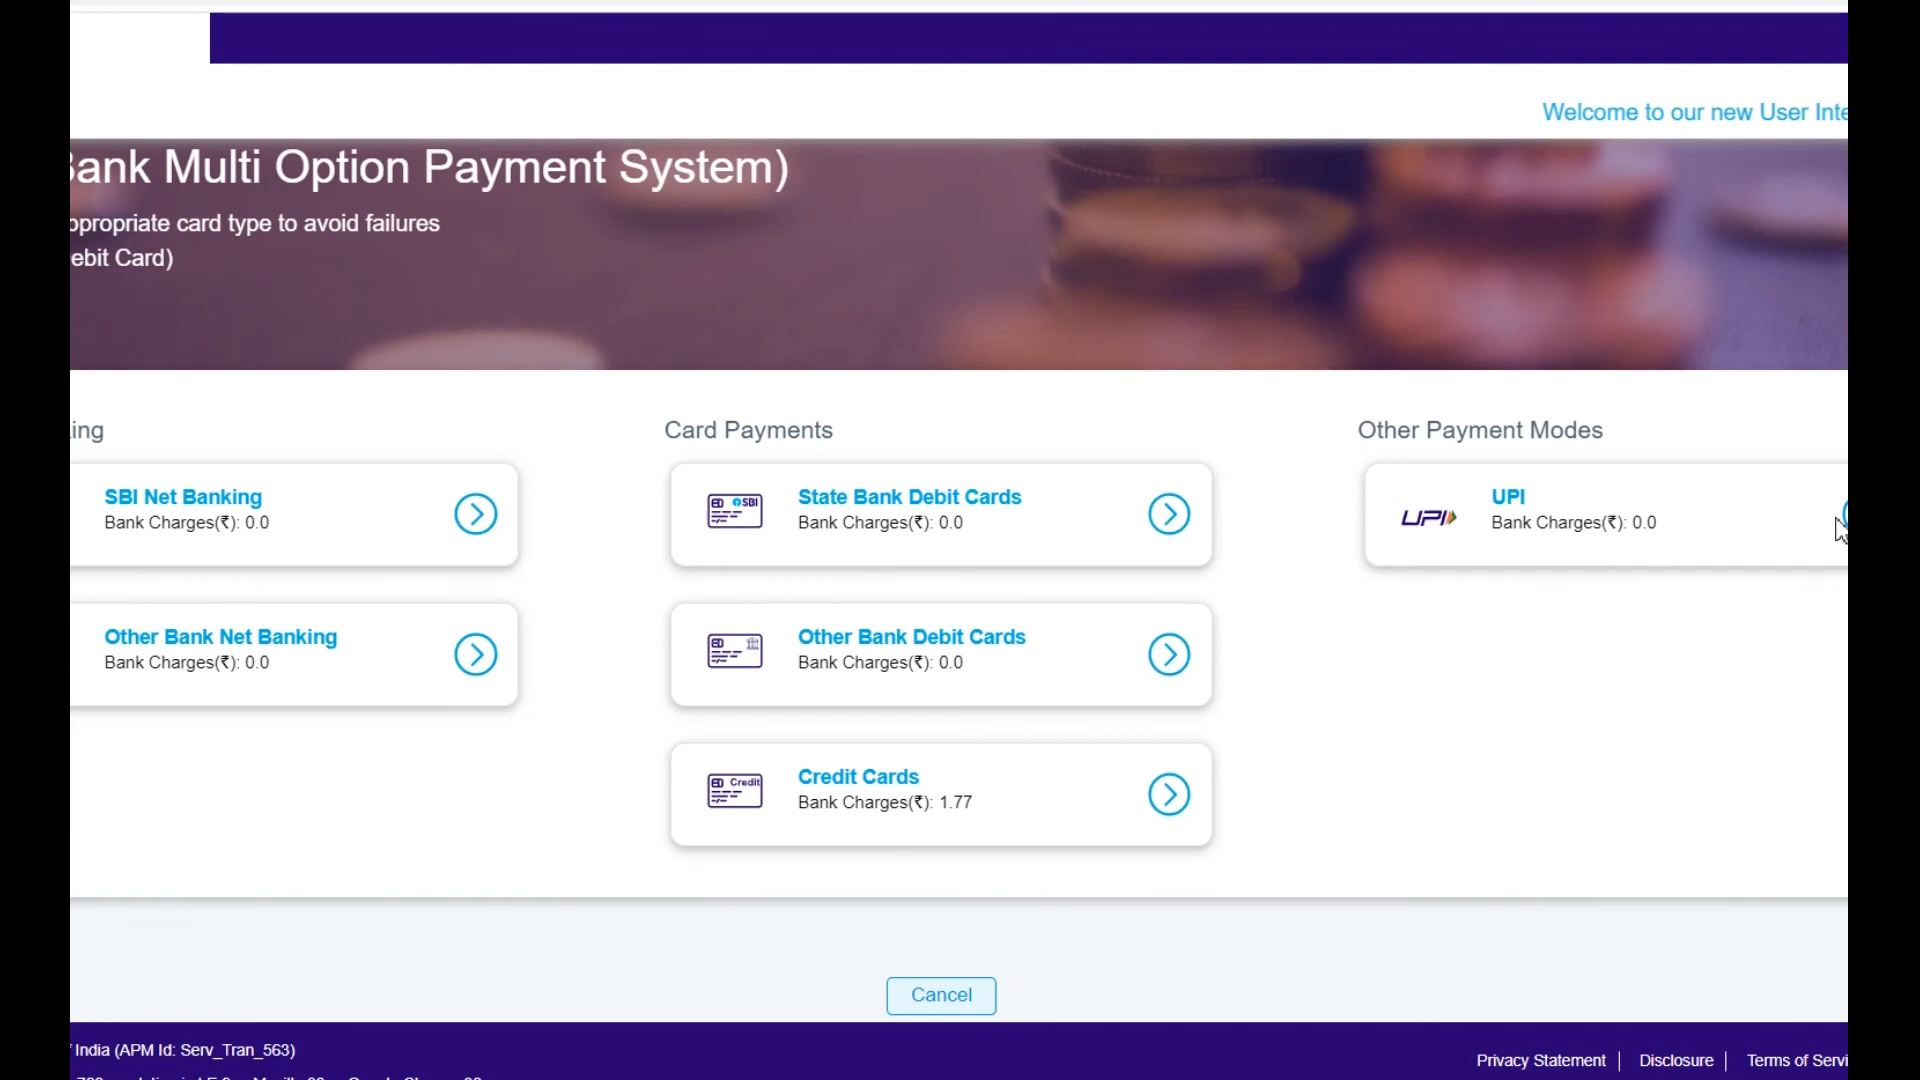 Welcome to our new User Inte
Bank Multi Option Payment System)
ppropriate card type to avoid failures
ebit Card)
king
SBI Net Banking
Bank Charges(₹): 0.0
Other Bank Net Banking
Bank Charges(₹): 0.0
Card Payments
SBI
State Bank Debit Cards
Bank Charges(₹): 0.0
Other Bank Debit Cards
Bank Charges(₹): 0.0
Credit
Credit Cards
Bank Charges(₹): 1.77
Other Payment Modes
UPI
UPI
Bank Charges(₹): 0.0
Cancel
India (APM Id: Serv_Tran_563)
Privacy Statement | Disclosure | Terms of Servi